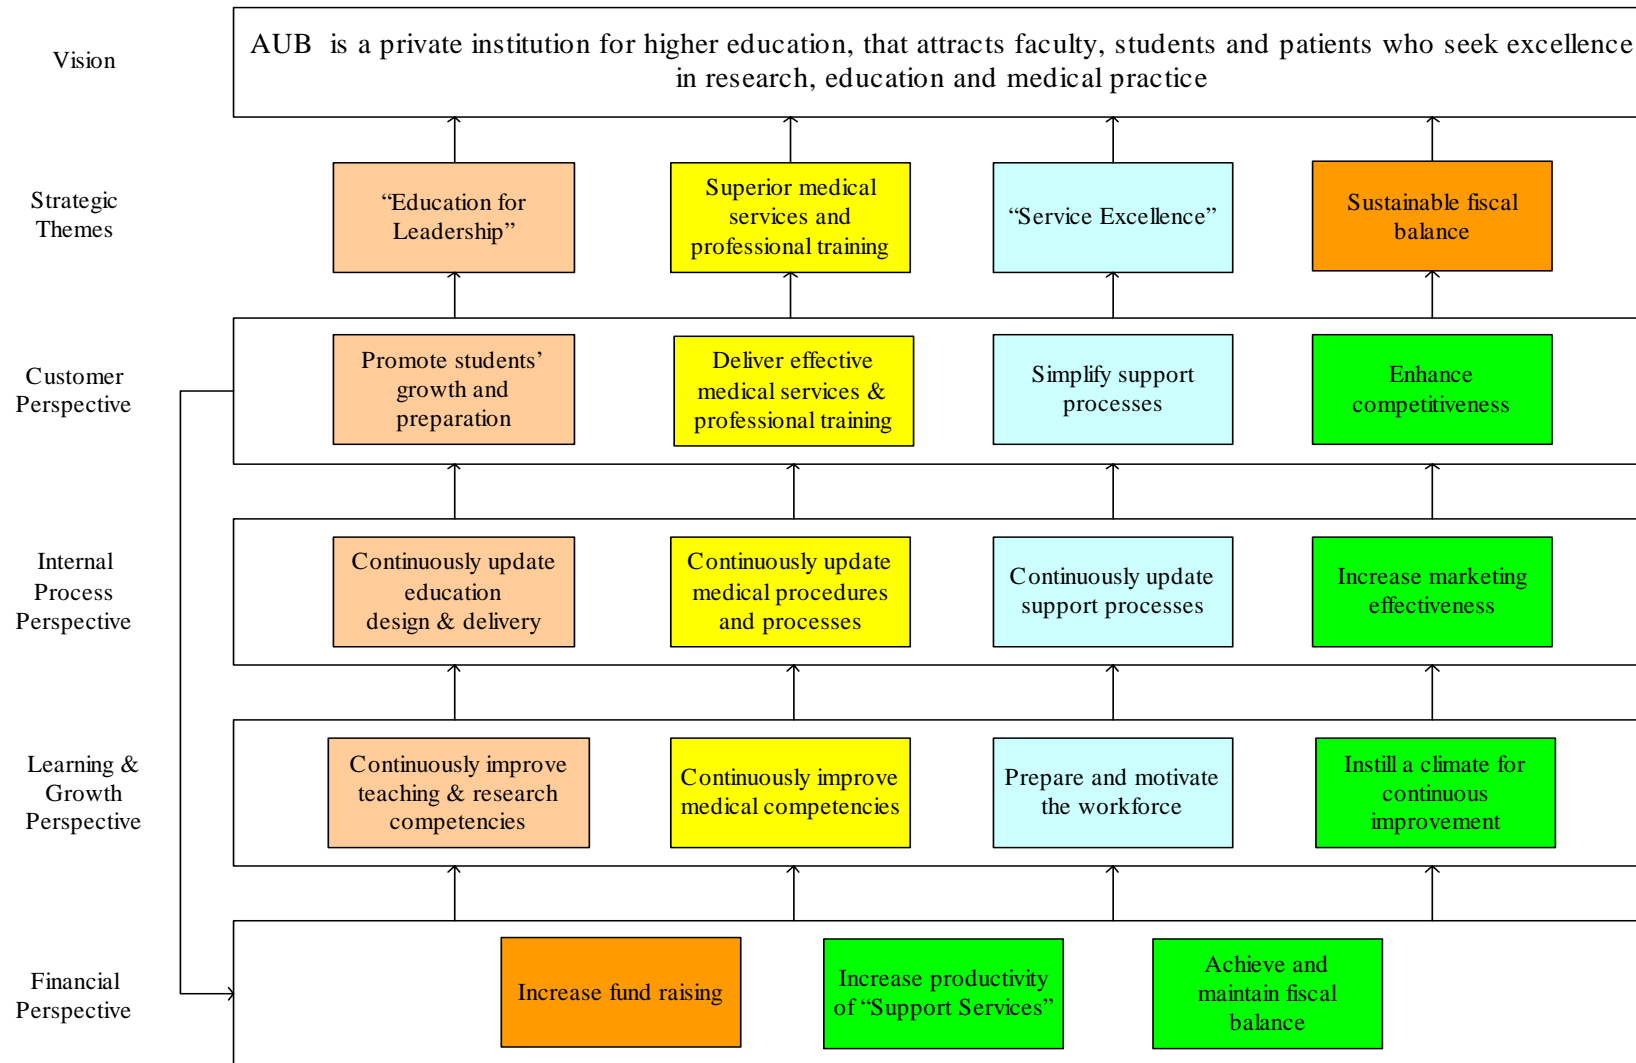 Vision
AUB is a private institution for higher education, that attracts faculty, students and patients who seek excellence
in research, education and medical practice
Strategic
Themes
“Education for
Leadership”
Superior medical
services and
professional training
“Service Excellence”
Sustainable fiscal
balance
Customer
Perspective
Promote students’
growth and
preparation
Deliver effective
medical services &
professional training
Simplify support
processes
Enhance
competitiveness
Internal
Process
Perspective
Continuously update
education
design & delivery
Continuously update
medical procedures
and processes
Continuously update
support processes
Increase marketing
effectiveness
Learning &
Growth
Perspective
Continuously improve
teaching & research
competencies
Continuously improve
medical competencies
Prepare and motivate
the workforce
Instill a climate for
continuous
improvement
Financial
Perspective
Increase fund raising
Increase productivity
of “Support Services”
Achieve and
maintain fiscal
balance